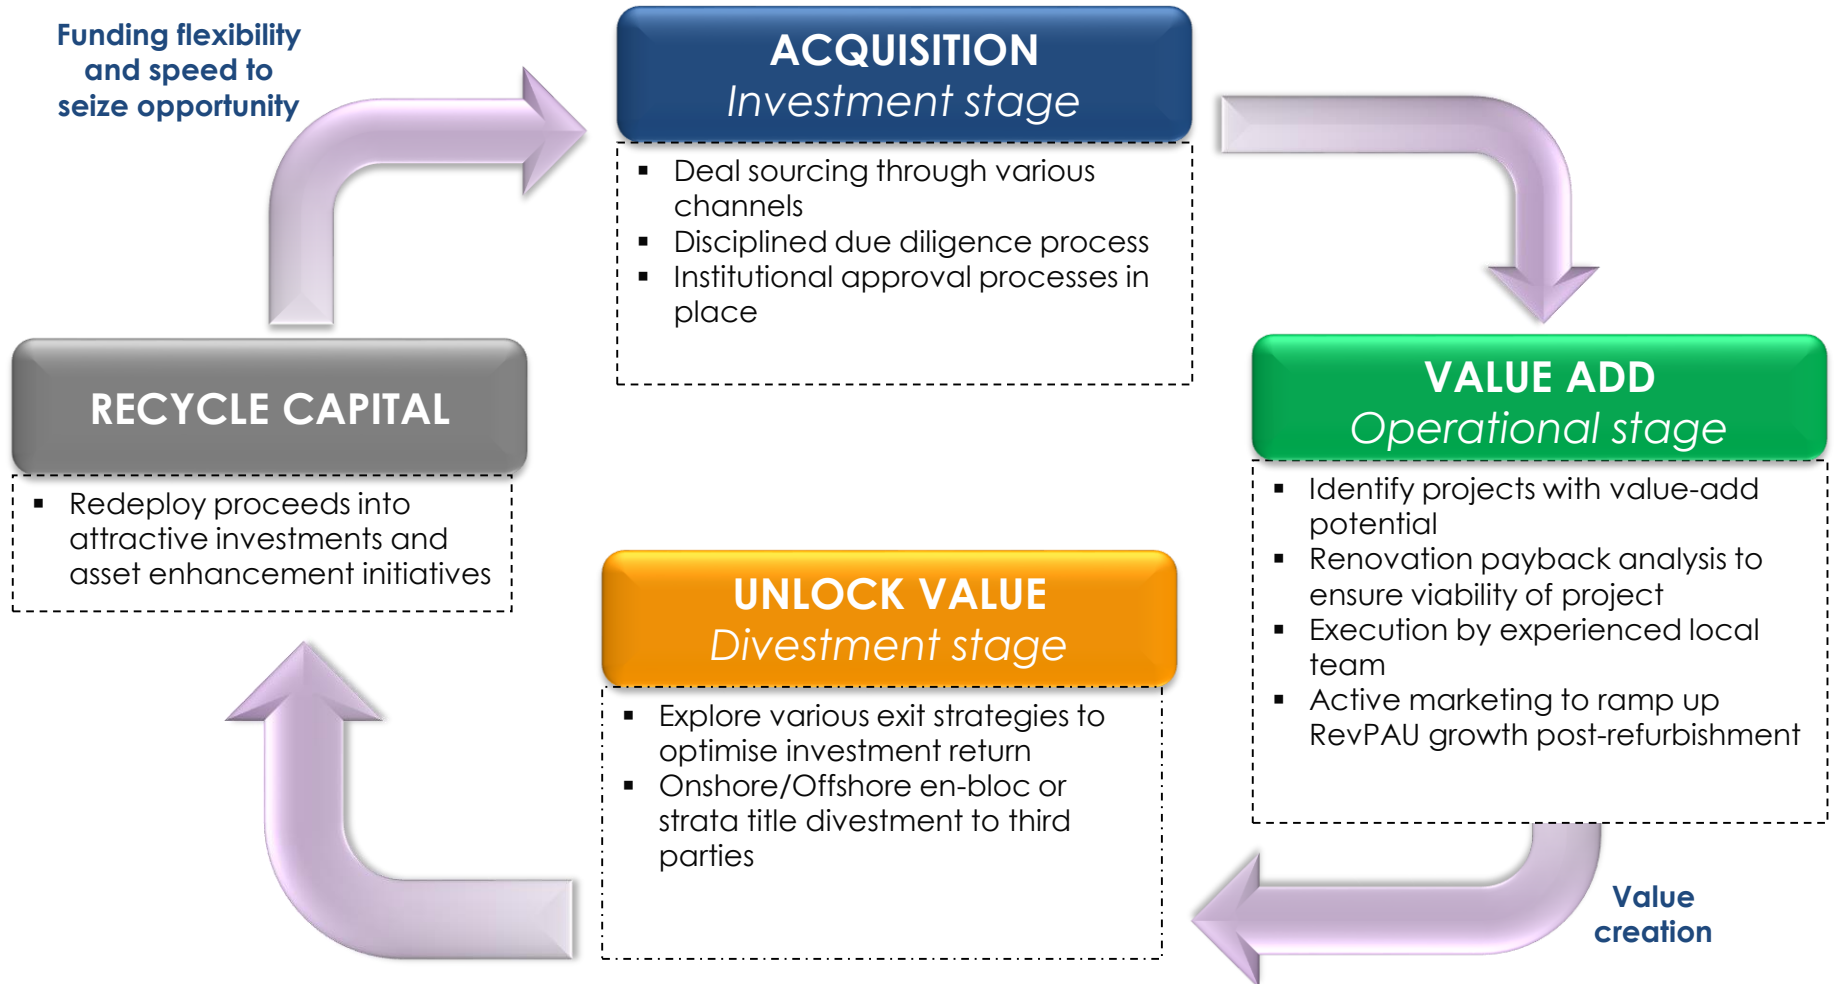 Funding flexibility
and speed to
seize opportunity
ACQUISITION
Investment stage
▪ Deal sourcing through various
channels
▪ Disciplined due diligence process
▪ Institutional approval processes in
place
VALUE ADD
Operational stage
▪ Identify projects with value-add
potential
▪ Renovation payback analysis to
ensure viability of project
▪ Execution by experienced local
team
▪ Active marketing to ramp up
RevPAU growth post-refurbishment
Value
creation
UNLOCK VALUE
Divestment stage
▪ Explore various exit strategies to
optimise investment return
▪ Onshore/Offshore en-bloc or
strata title divestment to third
parties
RECYCLE CAPITAL
▪ Redeploy proceeds into
attractive investments and
asset enhancement initiatives